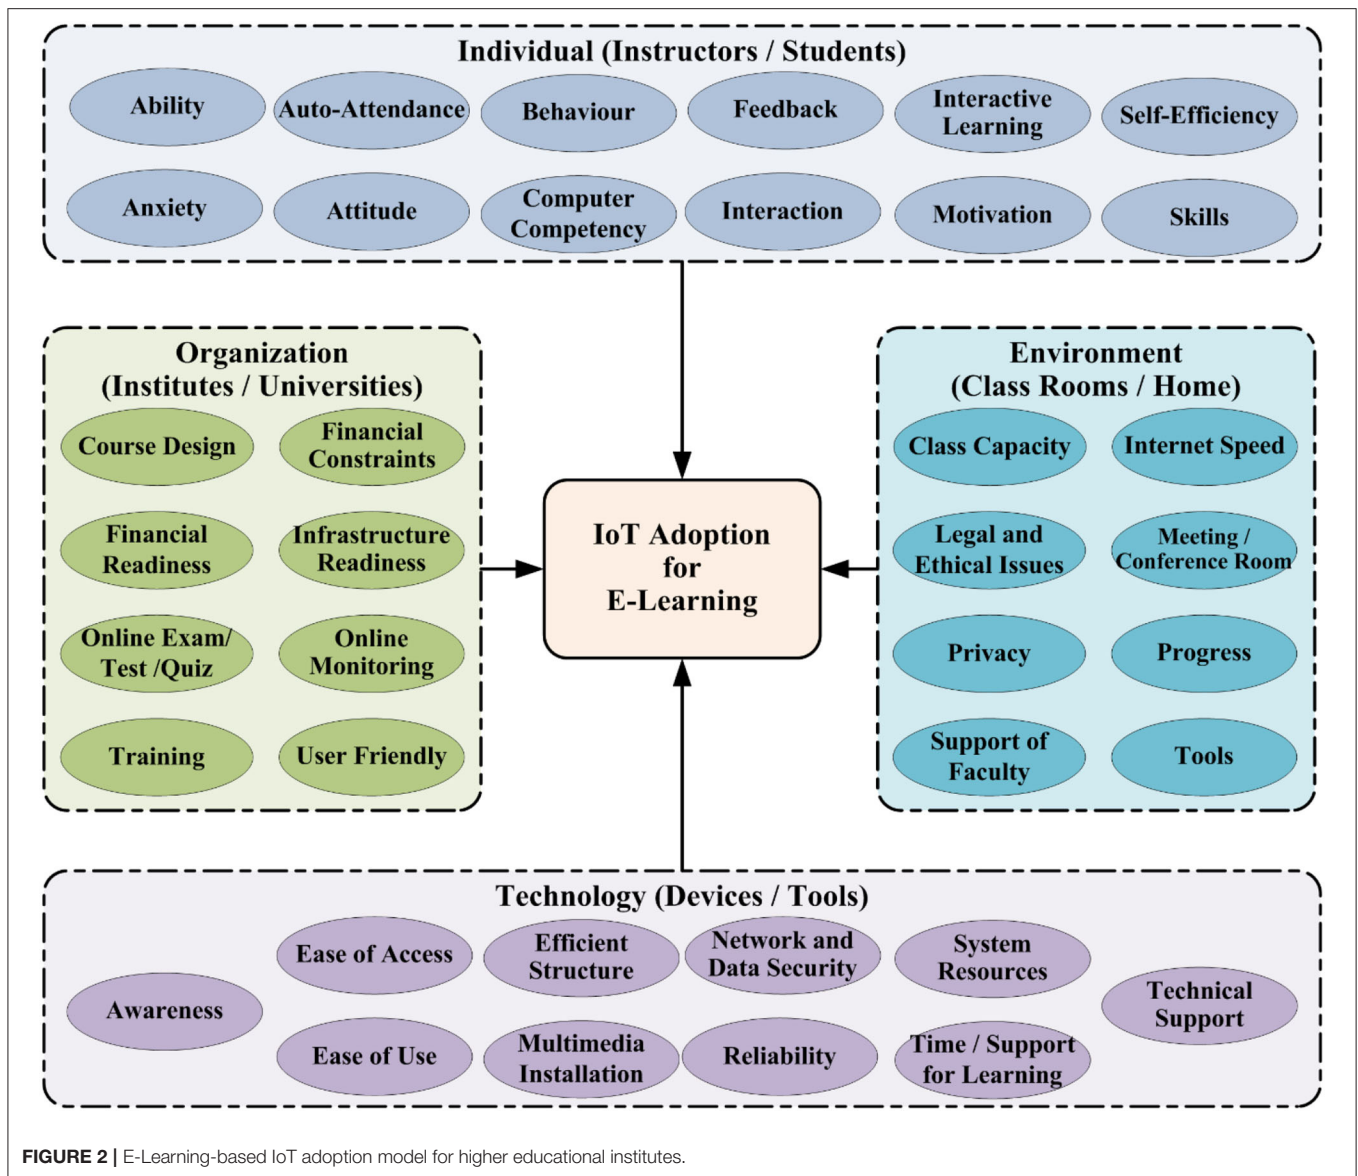 Individual (Instructors / Students)
Ability
Auto-Attendance
Behaviour
Feedback
Interactive
Learning
Self-Efficiency
Anxiety
Attitude
Computer
Competency
Interaction
Motivation
Skills
Organization
(Institutes / Universities)
Course Design
Financial
Constraints
Financial
Readiness
Infrastructure
Readiness
Online Exam/
Test /Quiz
Online
Monitoring
Training
User Friendly
IoT Adoption
for
E-Learning
Environment
(Class Rooms / Home)
Class Capacity
Internet Speed
Legal and
Ethical Issues
Meeting /
Conference Room
Privacy
Progress
Support of
Faculty
Tools
Technology (Devices / Tools)
Awareness
Ease of Access
Efficient
Structure
Network and
Data Security
System
Resources
Technical
Support
Ease of Use
Multimedia
Installation
Reliability
Time / Support
for Learning
FIGURE 2 | E-Learning-based IoT adoption model for higher educational institutes.